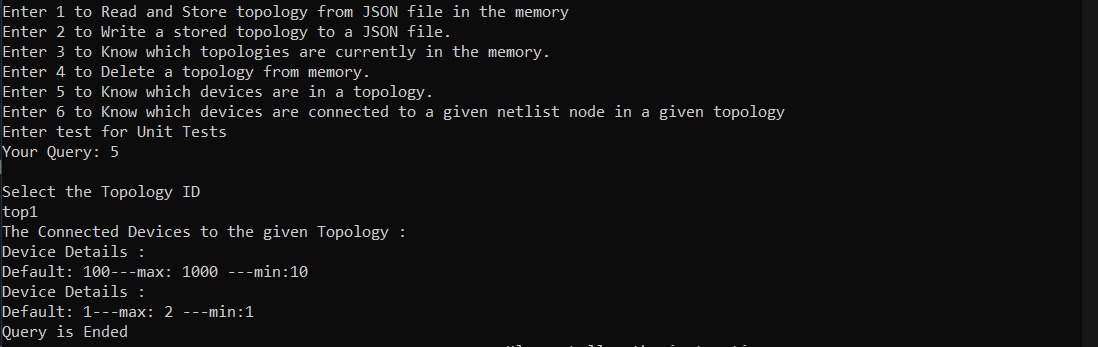 Enter 1 to Read and Store topology from JSON file in the memory
Enter 2 to Write a stored topology to a JSON file.
Enter 3 to Know which topologies are currently in the memory.
Enter 4 to Delete a topology from memory.
Enter 5 to Know which devices are in a topology.
Enter 6 to Know which devices are connected to a given netlist node in a given topology
Enter test for Unit Tests
Your Query: 5
Select the Topology ID
top1
The Connected Devices to the given Topology :
Device Details :
Default: 100---max: 1000 ---min:10
Device Details :
Default: 1---max: 2 ---min:1
Query is Ended